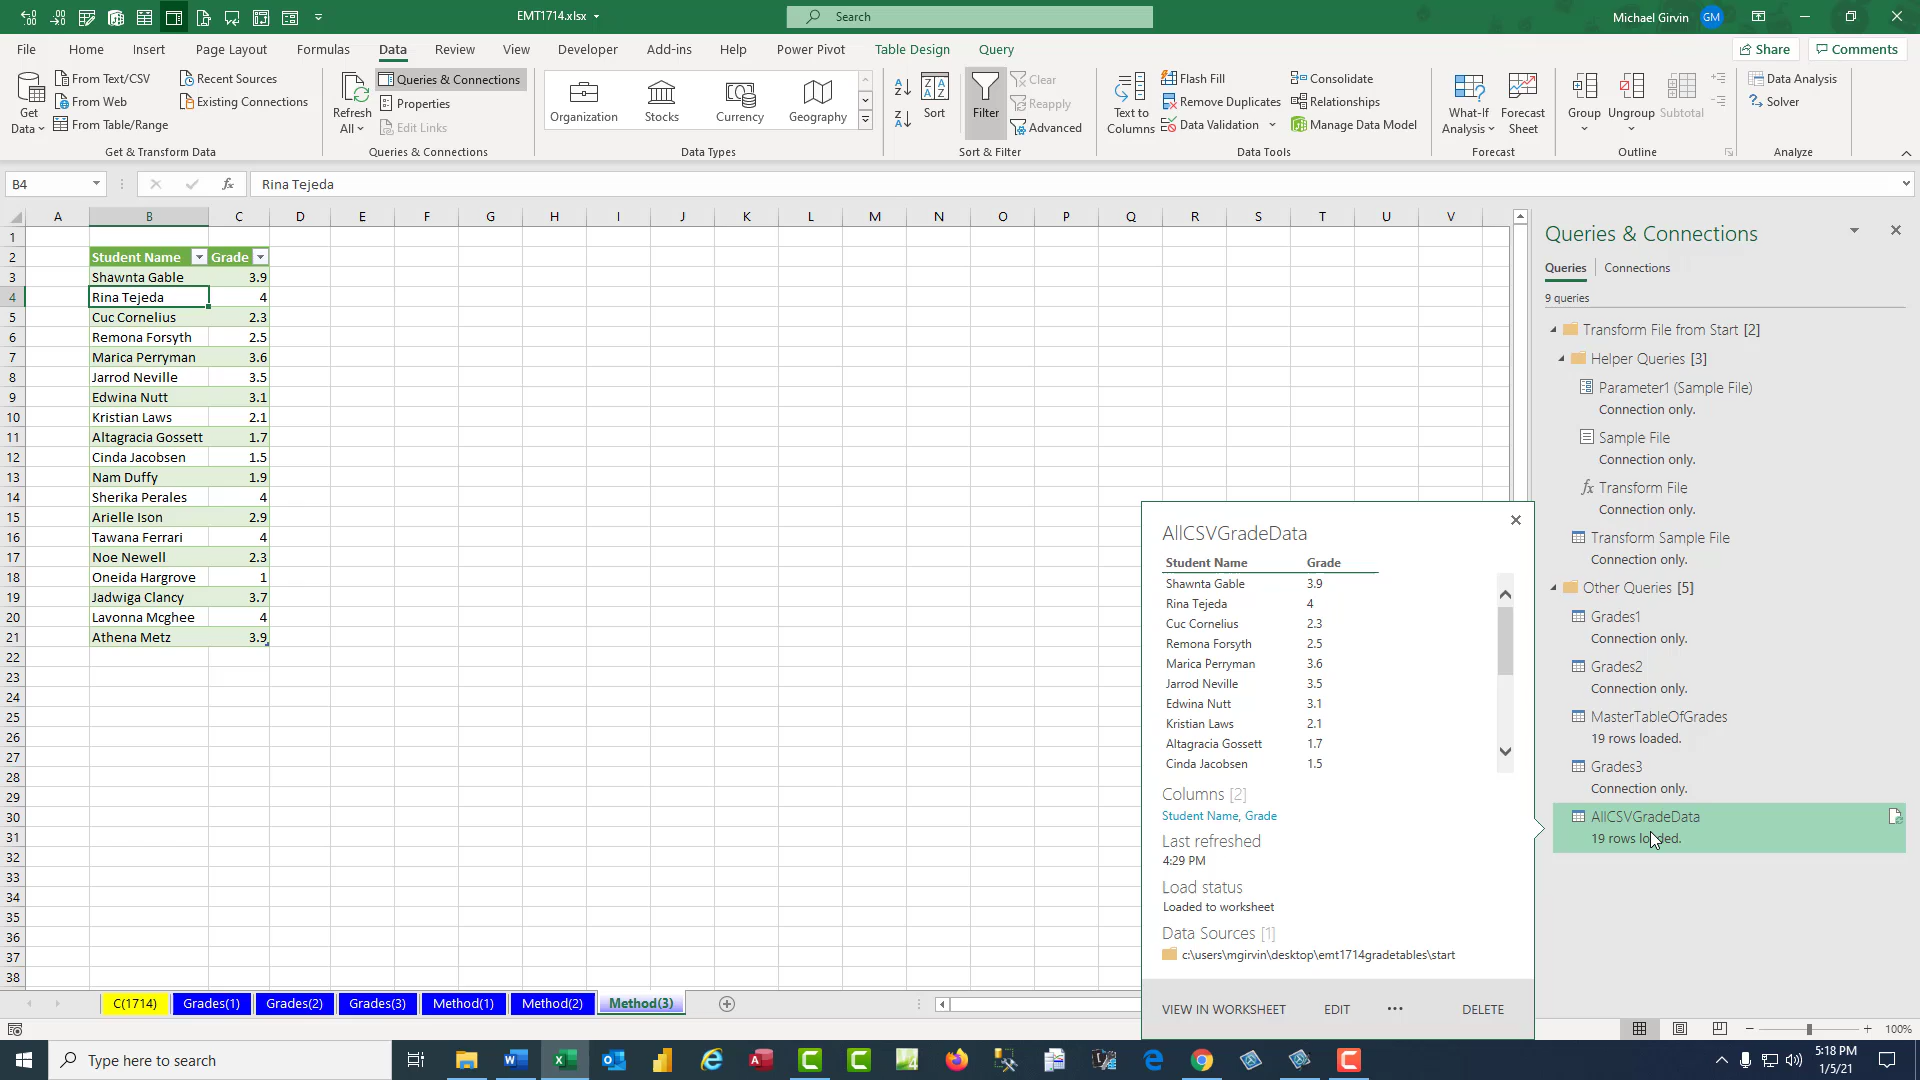 EMT1714.xlsx
Search
Michael Girvin
GM
File Home Insert Page Layout Formulas Data Review View Developer Add-ins Help Power Pivot Table Design Query
Share
Comments
Get Data
From Text/CSV
From Web
From Table/Range
Recent Sources
Existing Connections
Get & Transform Data
Refresh All
Queries & Connections
Properties
Edit Links
Queries & Connections
Organization
Stocks
Currency
Geography
Data Types
Sort
Filter
Clear
Reapply
Advanced
Sort & Filter
Text to Columns
Flash Fill
Remove Duplicates
Data Validation
Consolidate
Relationships
Manage Data Model
Data Tools
What-If Analysis
Forecast Sheet
Forecast
Group
Ungroup
Subtotal
Outline
Data Analysis
Solver
Analyze
B4
fx
Rina Tejeda
A B C D E F G H I J K L M N O P Q R S T U V
1
2 Student Name Grade
3 Shawnta Gable 3.9
4 Rina Tejeda 4
5 Cuc Cornelius 2.3
6 Remona Forsyth 2.5
7 Marica Perryman 3.6
8 Jarrod Neville 3.5
9 Edwina Nutt 3.1
10 Kristian Laws 2.1
11 Altagracia Gossett 1.7
12 Cinda Jacobsen 1.5
13 Nam Duffy 1.9
14 Sherika Perales 4
15 Arielle Ison 2.9
16 Tawana Ferrari 4
17 Noe Newell 2.3
18 Oneida Hargrove 1
19 Jadwiga Clancy 3.7
20 Lavonna Mcghee 4
21 Athena Metz 3.9
22
23
24
25
26
27
28
29
30
31
32
33
34
35
36
37
38
AllCSVGradeData
Student Name Grade
Shawnta Gable 3.9
Rina Tejeda 4
Cuc Cornelius 2.3
Remona Forsyth 2.5
Marica Perryman 3.6
Jarrod Neville 3.5
Edwina Nutt 3.1
Kristian Laws 2.1
Altagracia Gossett 1.7
Cinda Jacobsen 1.5
Columns [2]
Student Name, Grade
Last refreshed
4:29 PM
Load status
Loaded to worksheet
Data Sources [1]
c:\users\mgirvin\desktop\emt1714gradetables\start
VIEW IN WORKSHEET EDIT ••• DELETE
Queries & Connections
Queries Connections
9 queries
Transform File from Start [2]
Helper Queries [3]
Parameter1 (Sample File)
Connection only.
Sample File
Connection only.
fx Transform File
Connection only.
Transform Sample File
Connection only.
Other Queries [5]
Grades1
Connection only.
Grades2
Connection only.
MasterTableOfGrades
19 rows loaded.
Grades3
Connection only.
AllCSVGradeData
19 rows loaded.
C(1714) Grades(1) Grades(2) Grades(3) Method(1) Method(2) Method(3)
100%
Type here to search
5:18 PM
1/5/21